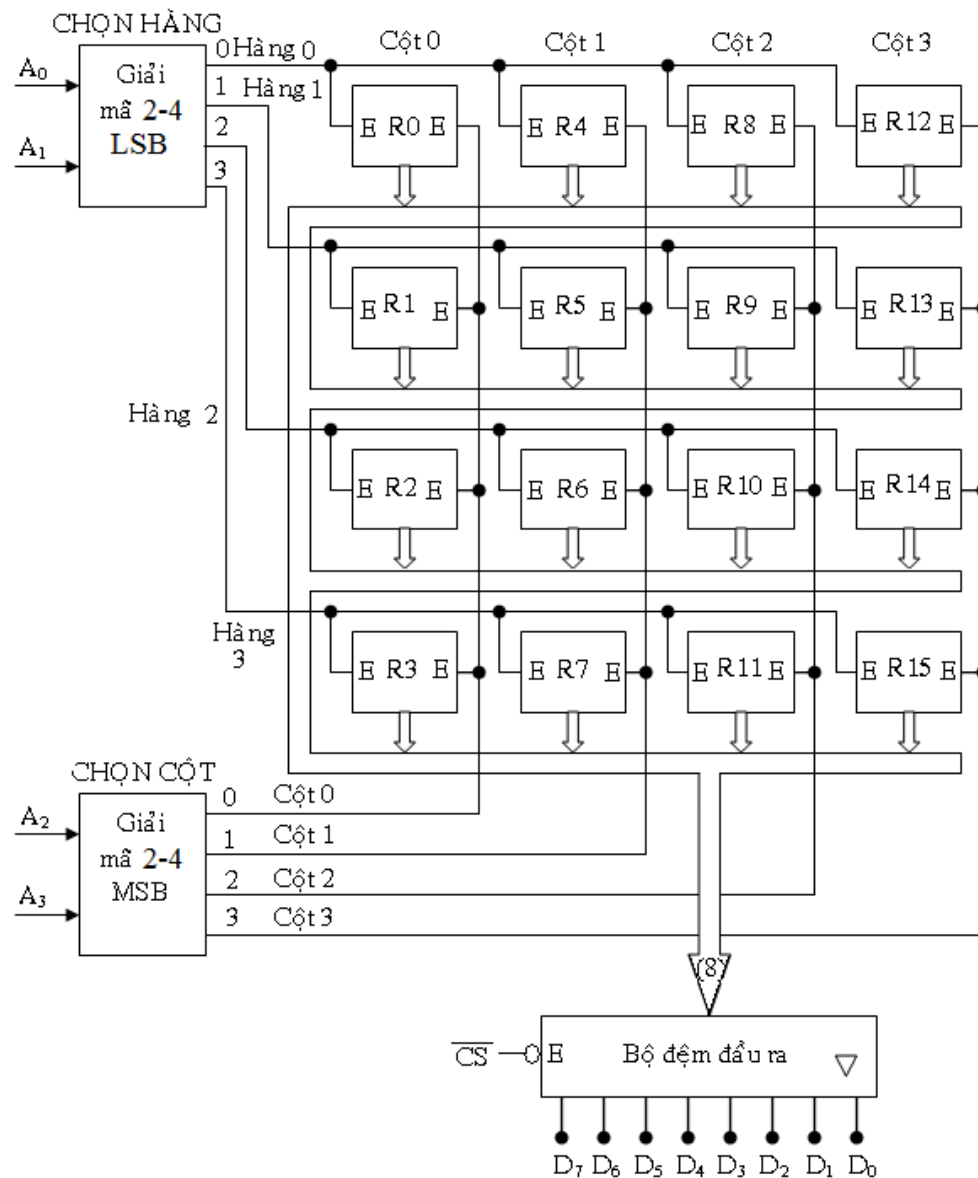 CHỌN HÀNG
Giải
mã 2-4
LSB
A₀
A₁
0 Hàng 0
1 Hàng 1
2
3
Cột 0 Cột 1 Cột 2 Cột 3
E R0 E E R4 E E R8 E E R12 E
E R1 E E R5 E E R9 E E R13 E
Hàng 2
E R2 E E R6 E E R10 E E R14 E
Hàng
3
E R3 E E R7 E E R11 E E R15 E
CHỌN CỘT
Giải
mã 2-4
MSB
A₂
A₃
0 Cột 0
1 Cột 1
2 Cột 2
3 Cột 3
(8)
C̅S̅ E Bộ đệm đầu ra
D₇ D₆ D₅ D₄ D₃ D₂ D₁ D₀